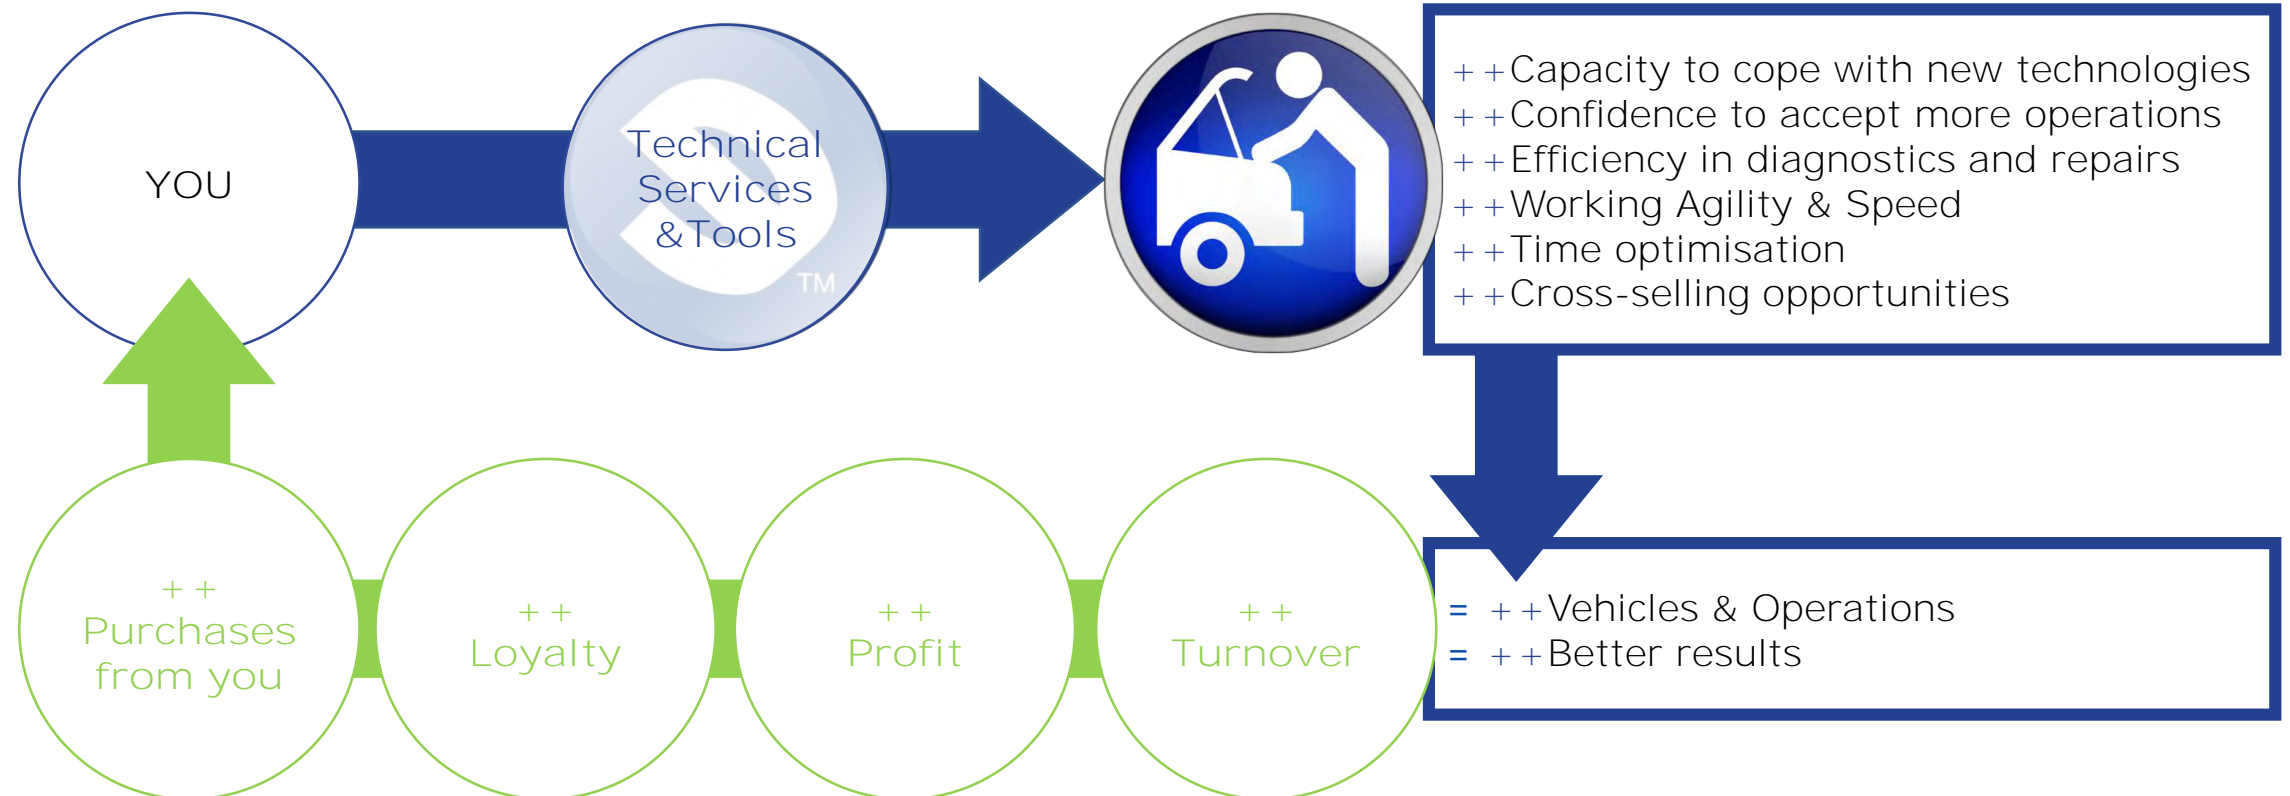 YOU
Technical
Services
&Tools
TM
++Capacity to cope with new technologies
++Confidence to accept more operations
++Efficiency in diagnostics and repairs
++Working Agility & Speed
++Time optimisation
++Cross-selling opportunities
= ++Vehicles & Operations
= ++Better results
++
Turnover
++
Profit
++
Loyalty
++
Purchases
from you